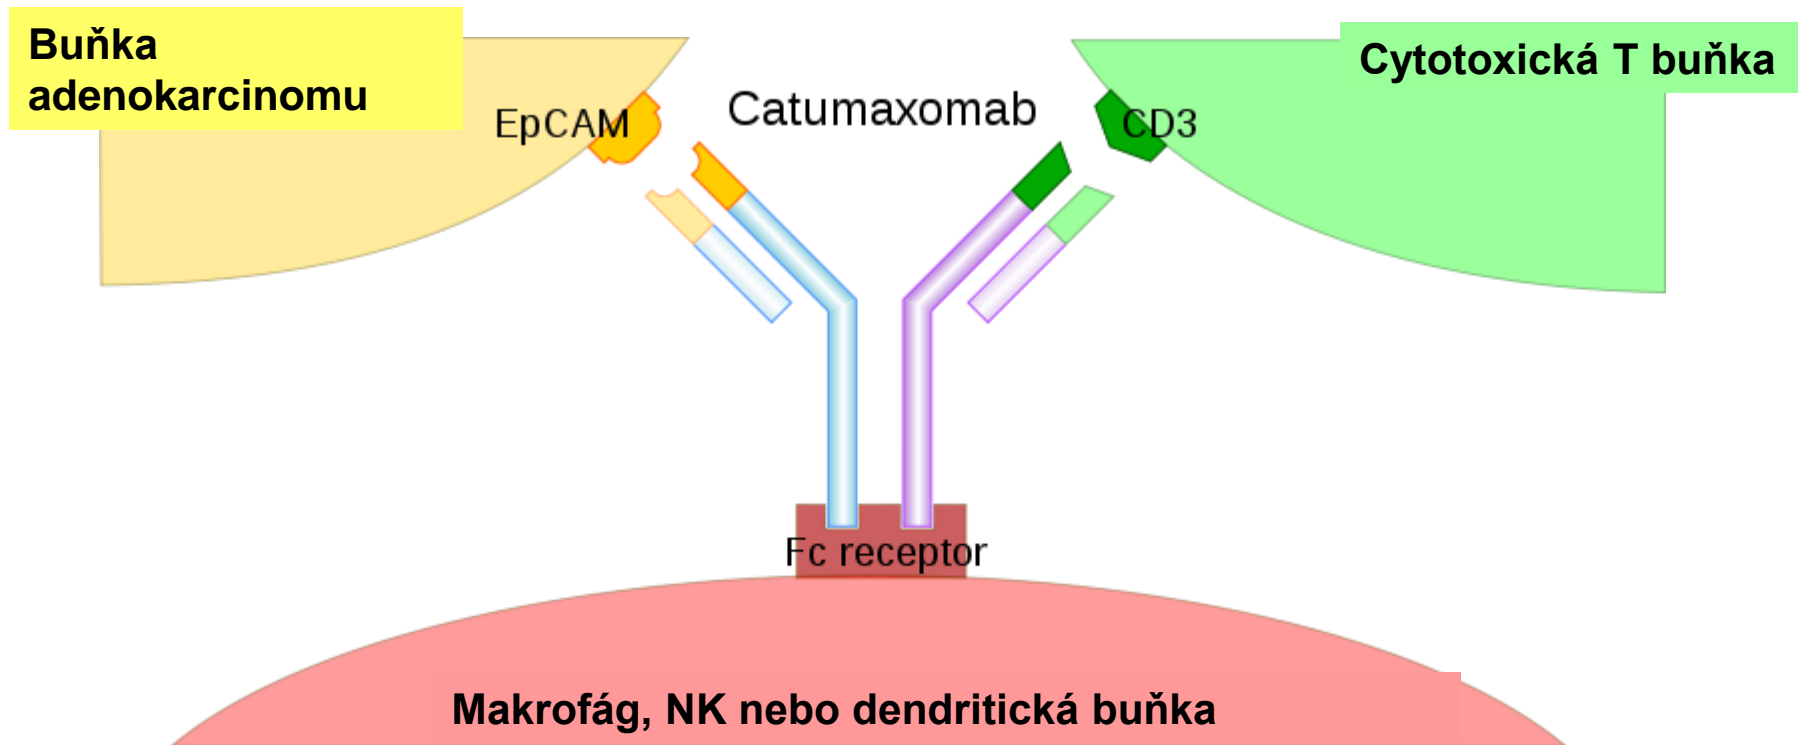 Buňka
adenokarcinomu
Cytotoxická T buňka
EpCAM
Catumaxomab
CD3
Fc receptor
Makrofág, NK nebo dendritická buňka